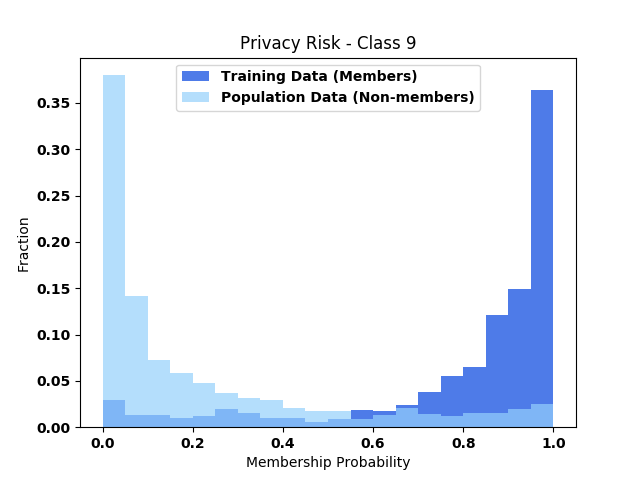 Privacy Risk - Class 9
Training Data (Members)
Population Data (Non-members)
0.35
0.30
0.25
0.20
0.15
0.10
0.05
0.00
Fraction
0.0 0.2 0.4 0.6 0.8 1.0
Membership Probability